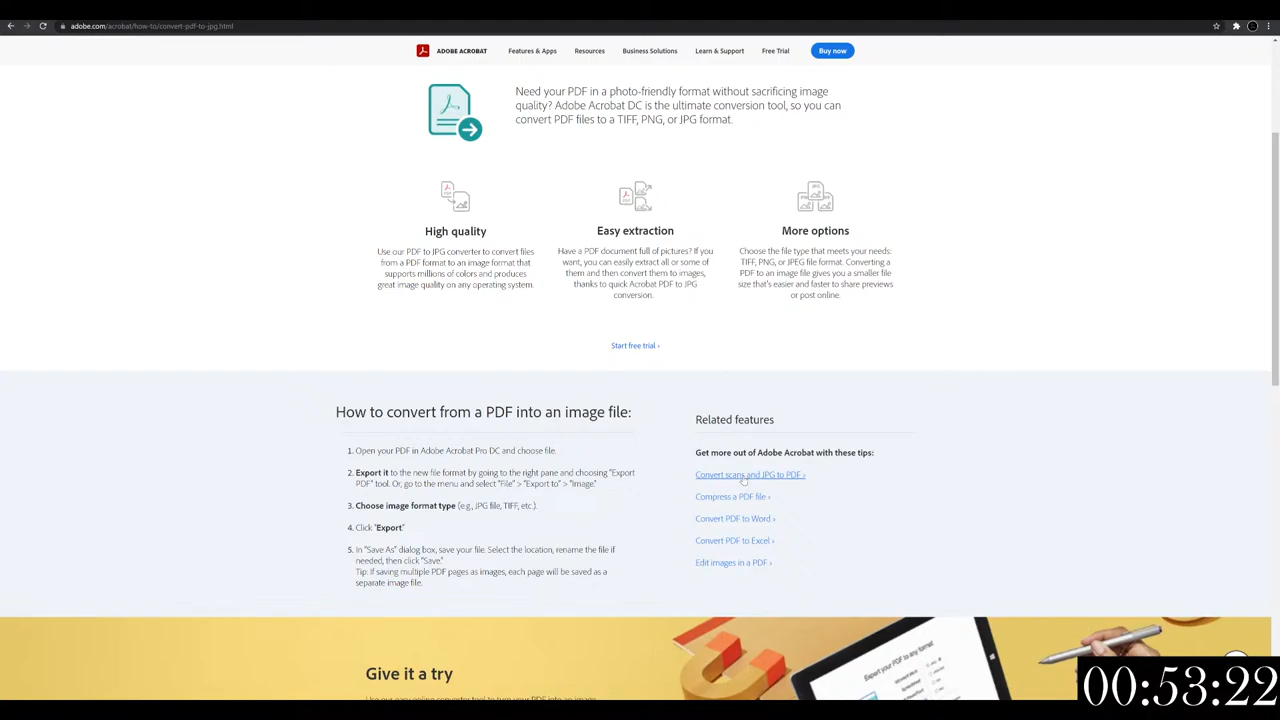 adobe.com/acrobat/how-to/convert-pdf-to-jpg.html
ADOBE ACROBAT
Features & Apps
Resources
Business Solutions
Learn & Support
Free Trial
Buy now
Need your PDF in a photo-friendly format without sacrificing image
quality? Adobe Acrobat DC is the ultimate conversion tool, so you can
convert PDF files to a TIFF, PNG, or JPG format.
High quality
Use our PDF to JPG converter to convert files
from a PDF format to an image format that
supports millions of colors and produces
great image quality on any operating system.
Easy extraction
Have a PDF document full of pictures? If you
want, you can easily extract all or some of
them and then convert them to images,
thanks to quick Acrobat PDF to JPG
conversion.
More options
Choose the file type that meets your needs:
TIFF, PNG, or JPEG file format. Converting a
PDF to an image file gives you a smaller file
size that's easier and faster to share previews
or post online.
Start free trial ›
How to convert from a PDF into an image file:
1. Open your PDF in Adobe Acrobat Pro DC and choose file.
2. Export it to the new file format by going to the right pane and choosing "Export
PDF" tool. Or, go to the menu and select "File" > "Export to" > "Image."
3. Choose image format type (e.g., JPG file, TIFF, etc.).
4. Click "Export."
5. In "Save As" dialog box, save your file. Select the location, rename the file if
needed, then click "Save."
Tip: If saving multiple PDF pages as images, each page will be saved as a
separate image file.
Related features
Get more out of Adobe Acrobat with these tips:
Convert scans and JPG to PDF ›
Compress a PDF file ›
Convert PDF to Word ›
Convert PDF to Excel ›
Edit images in a PDF ›
Give it a try
Export your PDF to any format
00:53:22